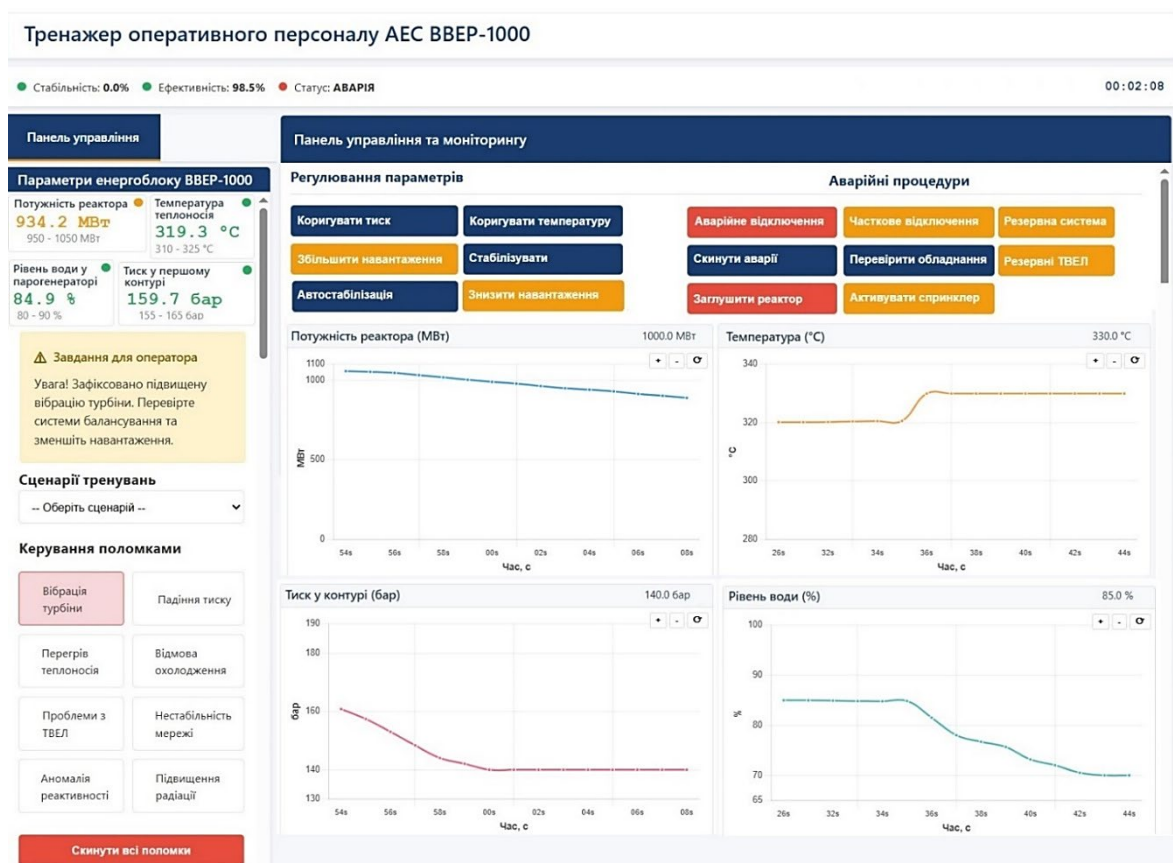 Тренажер оперативного персоналу АЕС ВВЕР-1000
Стабільність: 0.0% Ефективність: 98.5% Статус: АВАРІЯ 00:02:08
Панель управління
Параметри енергоблоку ВВЕР-1000
Потужність реактора
934.2 МВт
950 - 1050 МВт
Температура
теплоносія
319.3 °C
310 - 325 °C
Рівень води у
парогенераторі
84.9 %
80 - 90 %
Тиск у першому
контурі
159.7 бар
155 - 165 бар
⚠ Завдання для оператора
Увага! Зафіксовано підвищену
вібрацію турбіни. Перевірте
системи балансування та
зменшіть навантаження.
Сценарії тренувань
-- Оберіть сценарій --
Керування поломками
Вібрація
турбіни
Падіння тиску
Перегрів
теплоносія
Відмова
охолодження
Проблеми з
ТВЕЛ
Нестабільність
мережі
Аномалія
реактивності
Підвищення
радіації
Скинути всі поломки
Панель управління та моніторингу
Регулювання параметрів
Коригувати тиск Коригувати температуру
Збільшити навантаження Стабілізувати
Автостабілізація Знизити навантаження
Аварійні процедури
Аварійне відключення Часткове відключення Резервна система
Скинути аварії Перевірити обладнання Резервні ТВЕЛ
Заглушити реактор Активувати спринклер
Потужність реактора (МВт) 1000.0 МВт
+ -
1100
1000
500
0
МВт
54s 56s 58s 00s 02s 04s 06s 08s
Час, с
Температура (°C) 330.0 °C
+ -
340
320
300
280
°C
26s 32s 34s 36s 38s 40s 42s 44s
Час, с
Тиск у контурі (бар) 140.0 бар
+ -
190
180
160
140
130
бар
54s 56s 58s 00s 02s 04s 06s 08s
Час, с
Рівень води (%) 85.0 %
+ -
100
90
80
70
65
%
26s 32s 34s 36s 38s 40s 42s 44s
Час, с